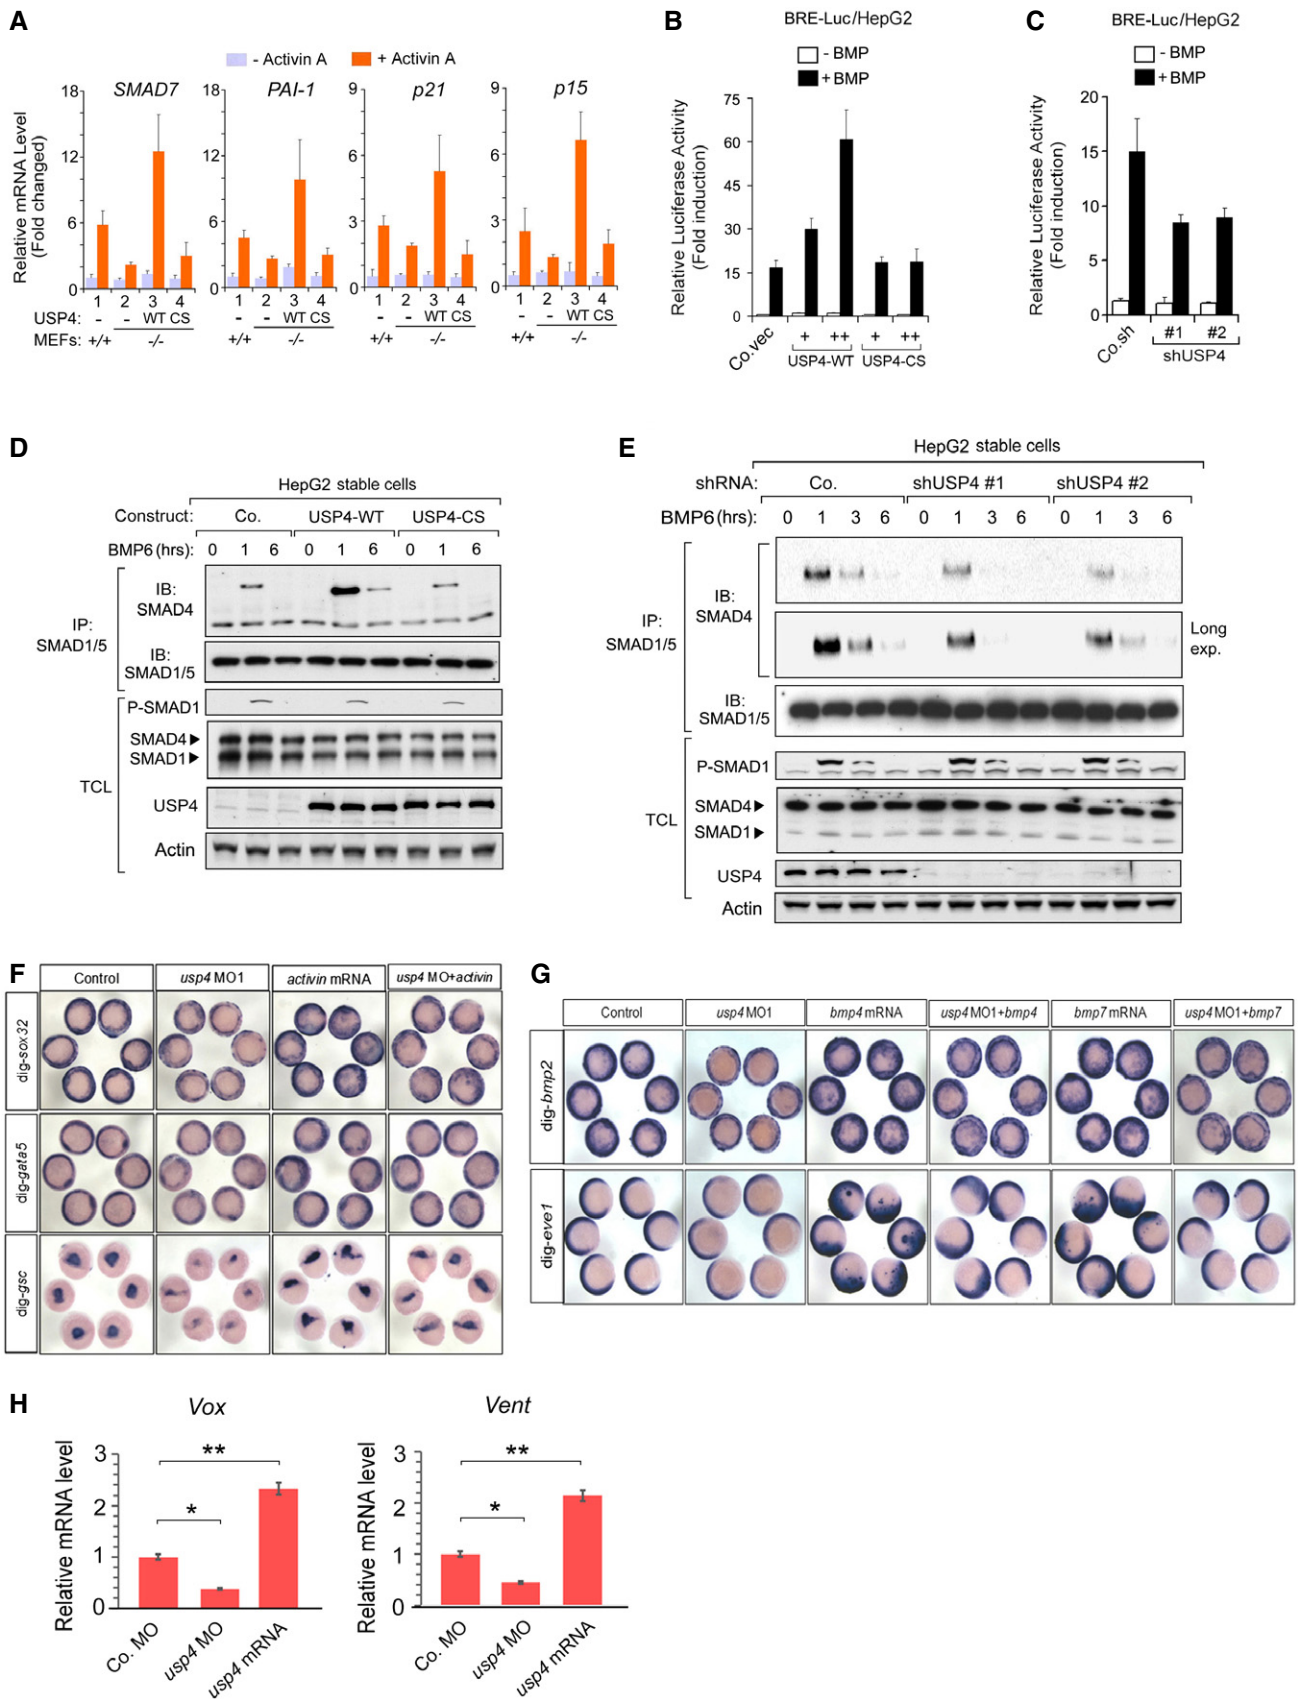 A
- Activin A
+ Activin A
SMAD7
PAI-1
p21
p15
Relative mRNA Level
(Fold changed)
18
12
6
0
18
12
6
0
9
6
3
0
9
6
3
0
1 2 3 4
1 2 3 4
1 2 3 4
1 2 3 4
USP4: - - WT CS - - WT CS - - WT CS - - WT CS
MEFs: +/+ -/- +/+ -/- +/+ -/- +/+ -/-
B
BRE-Luc/HepG2
- BMP
+ BMP
Relative Luciferase Activity
(Fold induction)
75
60
45
30
15
0
Co.vec
+ ++ + ++
USP4-WT USP4-CS
C
BRE-Luc/HepG2
- BMP
+ BMP
Relative Luciferase Activity
(Fold induction)
20
15
10
5
0
Co.sh
#1 #2
shUSP4
D
HepG2 stable cells
Construct: Co. USP4-WT USP4-CS
BMP6 (hrs): 0 1 6 0 1 6 0 1 6
IP:
SMAD1/5
IB:
SMAD4
IB:
SMAD1/5
TCL
P-SMAD1
SMAD4
SMAD1
USP4
Actin
E
HepG2 stable cells
shRNA: Co. shUSP4 #1 shUSP4 #2
BMP6 (hrs): 0 1 3 6 0 1 3 6 0 1 3 6
IP:
SMAD1/5
IB:
SMAD4
Long
exp.
IB:
SMAD1/5
TCL
P-SMAD1
SMAD4
SMAD1
USP4
Actin
F
Control
usp4 MO1
activin mRNA
usp4 MO+activin
dig-sox32
dig-gata5
dig-gsc
G
Control
usp4 MO1
bmp4 mRNA
usp4 MO1+bmp4
bmp7 mRNA
usp4 MO1+bmp7
dig-bmp2
dig-eve1
H
Vox
Relative mRNA level
3
2
1
0
**
*
Co. MO
usp4 MO
usp4 mRNA
Vent
Relative mRNA level
3
2
1
0
**
*
Co. MO
usp4 MO
usp4 mRNA